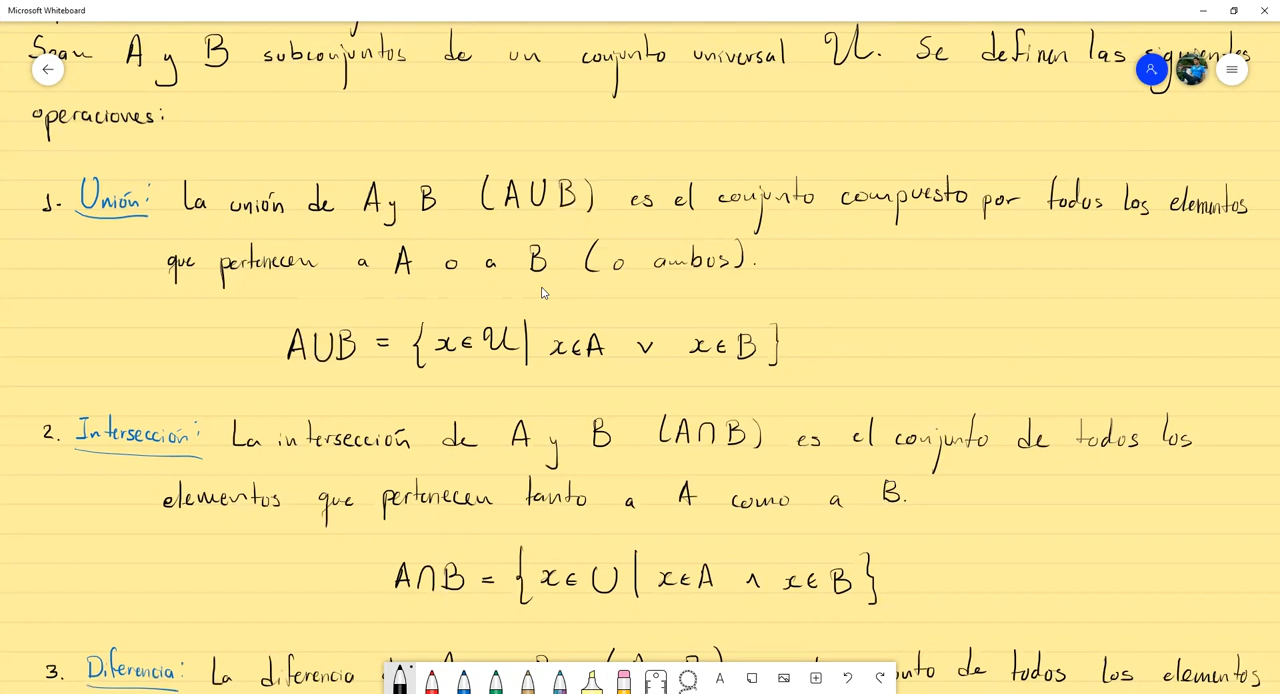 Microsoft Whiteboard
Sean A y B subconjuntos de un conjunto universal 𝒰. Se definen las siguientes
operaciones:
1. Unión: La unión de A y B (A∪B) es el conjunto compuesto por todos los elementos
que pertenecen a A o a B (o ambos).
A∪B = {x∈𝒰| x∈A ∨ x∈B}
2. Intersección: La intersección de A y B (A∩B) es el conjunto de todos los
elementos que pertenecen tanto a A como a B.
A∩B = {x∈U | x∈A ∧ x∈B}
3. Diferencia: La diferencia de todos los elementos